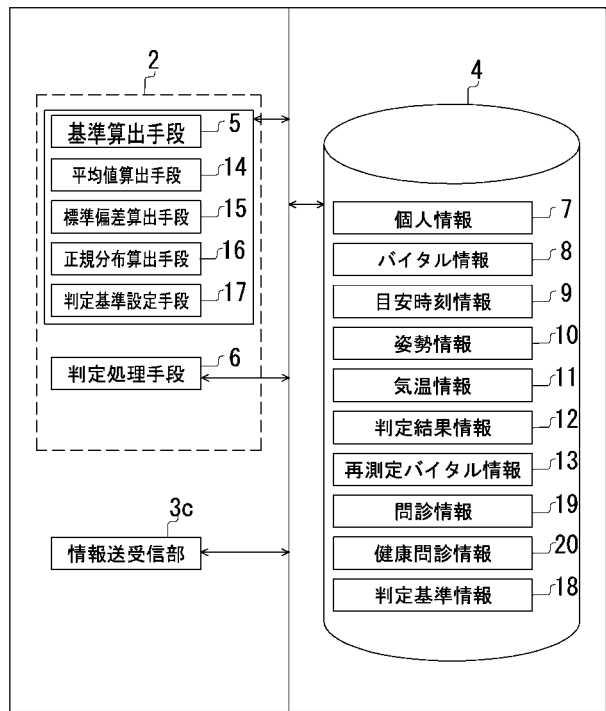 2
基準算出手段 5
平均値算出手段 14
標準偏差算出手段 15
正規分布算出手段 16
判定基準設定手段 17
判定処理手段 6
3c
情報送受信部
4
個人情報 7
バイタル情報 8
目安時刻情報 9
姿勢情報 10
気温情報 11
判定結果情報 12
再測定バイタル情報 13
問診情報 19
健康問診情報 20
判定基準情報 18